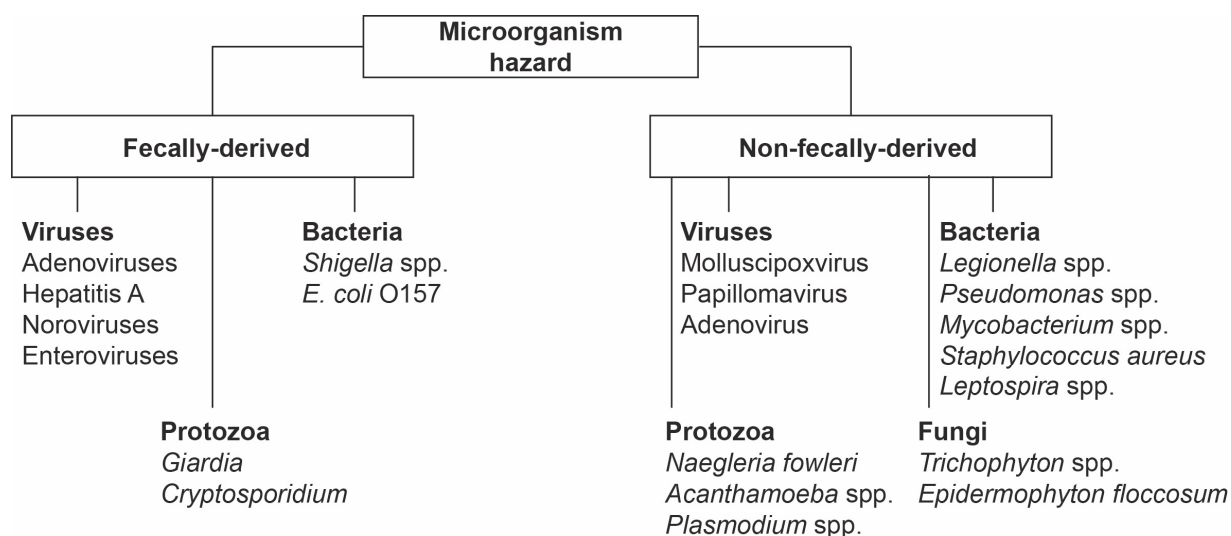 Microorganism
hazard
Fecally-derived
Viruses
Adenoviruses
Hepatitis A
Noroviruses
Enteroviruses
Bacteria
Shigella spp.
E. coli O157
Protozoa
Giardia
Cryptosporidium
Non-fecally-derived
Viruses
Molluscipoxvirus
Papillomavirus
Adenovirus
Bacteria
Legionella spp.
Pseudomonas spp.
Mycobacterium spp.
Staphylococcus aureus
Leptospira spp.
Protozoa
Naegleria fowleri
Acanthamoeba spp.
Plasmodium spp.
Fungi
Trichophyton spp.
Epidermophyton floccosum